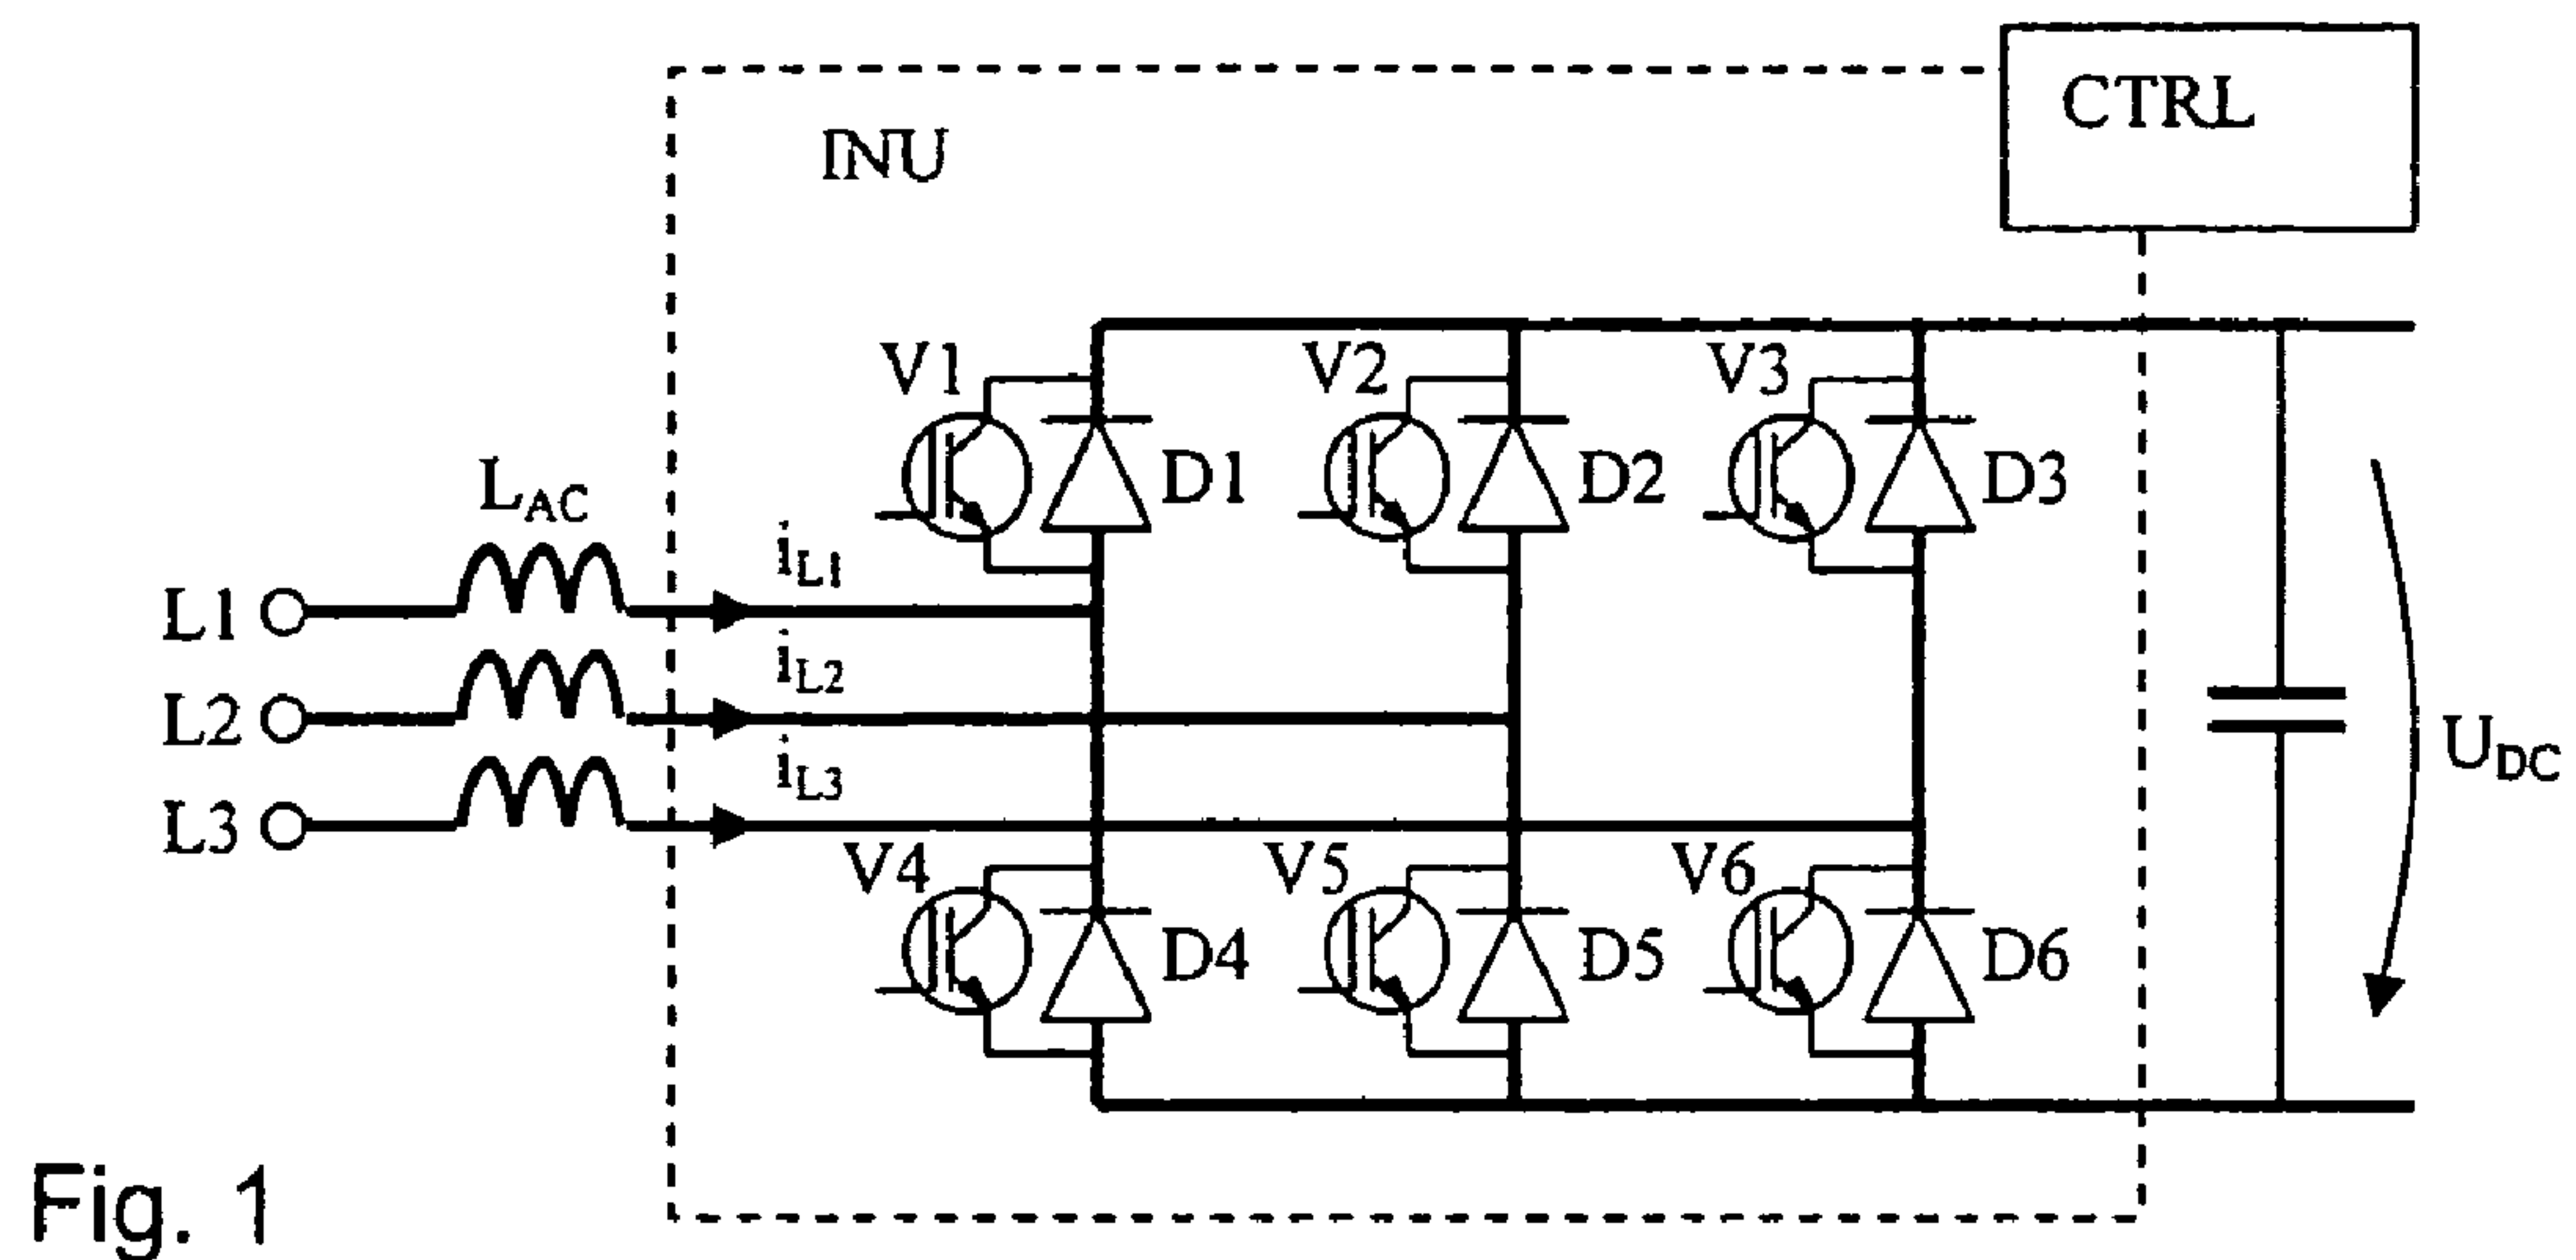 CTRL
INU
V1
V2
V3
D1
D2
D3
LAC
iL1
L1
iL2
L2
iL3
L3
UDC
V4
V5
V6
D4
D5
D6
Fig. 1